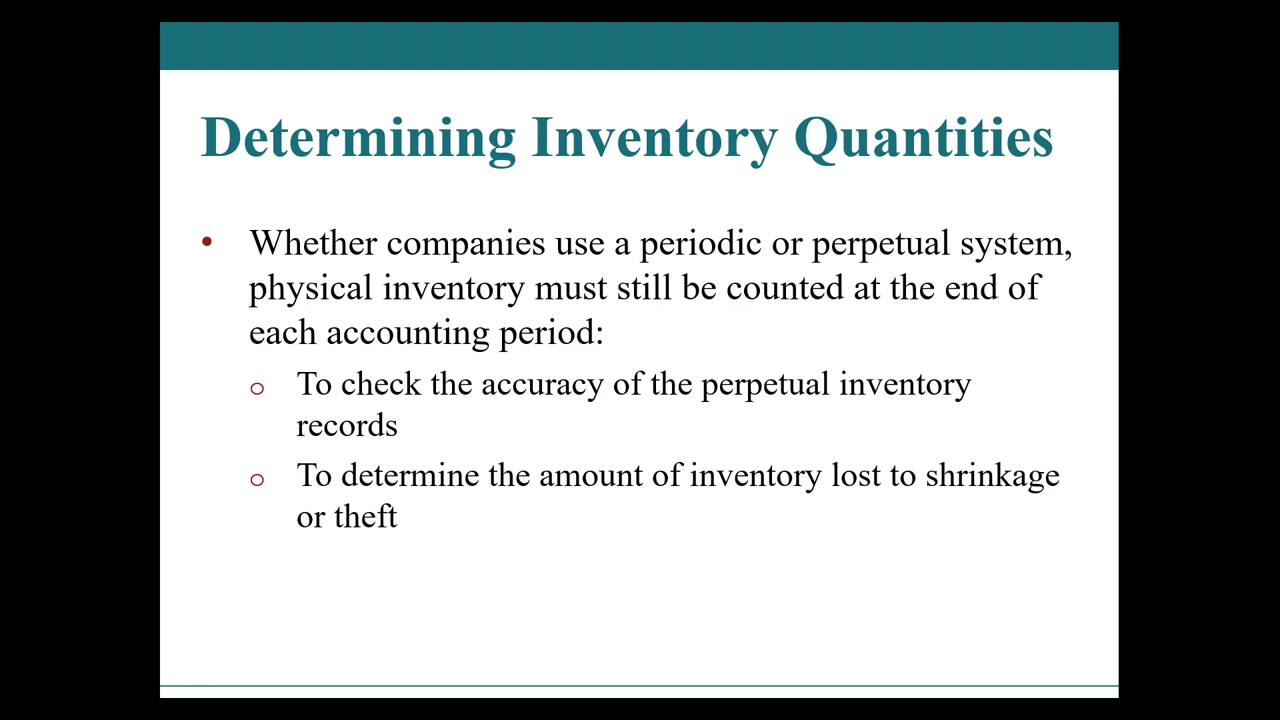 Determining Inventory Quantities
• Whether companies use a periodic or perpetual system,
physical inventory must still be counted at the end of
each accounting period:
o To check the accuracy of the perpetual inventory
records
o To determine the amount of inventory lost to shrinkage
or theft